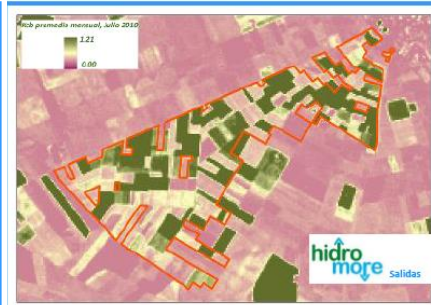 Kcb promedio mensual, Julio 2010
1.21
0.00
hidro
more
Salidas